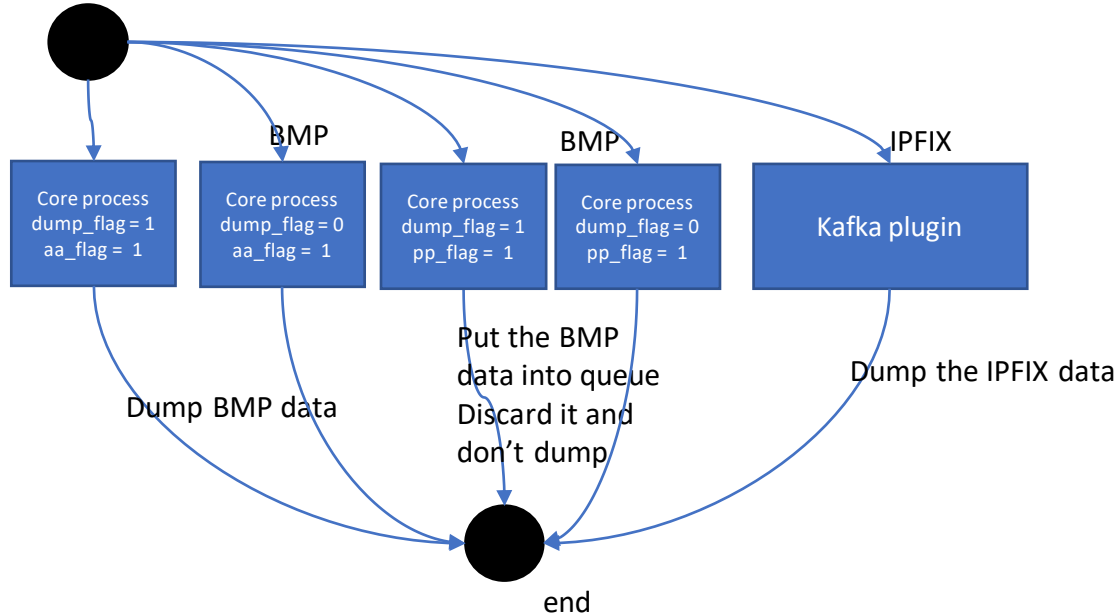 BMP
BMP
IPFIX
Core process
dump_flag = 1
aa_flag = 1
Core process
dump_flag = 0
aa_flag = 1
Core process
dump_flag = 1
pp_flag = 1
Core process
dump_flag = 0
pp_flag = 1
Kafka plugin
Dump BMP data
Put the BMP
data into queue
Discard it and
don’t dump
Dump the IPFIX data
end